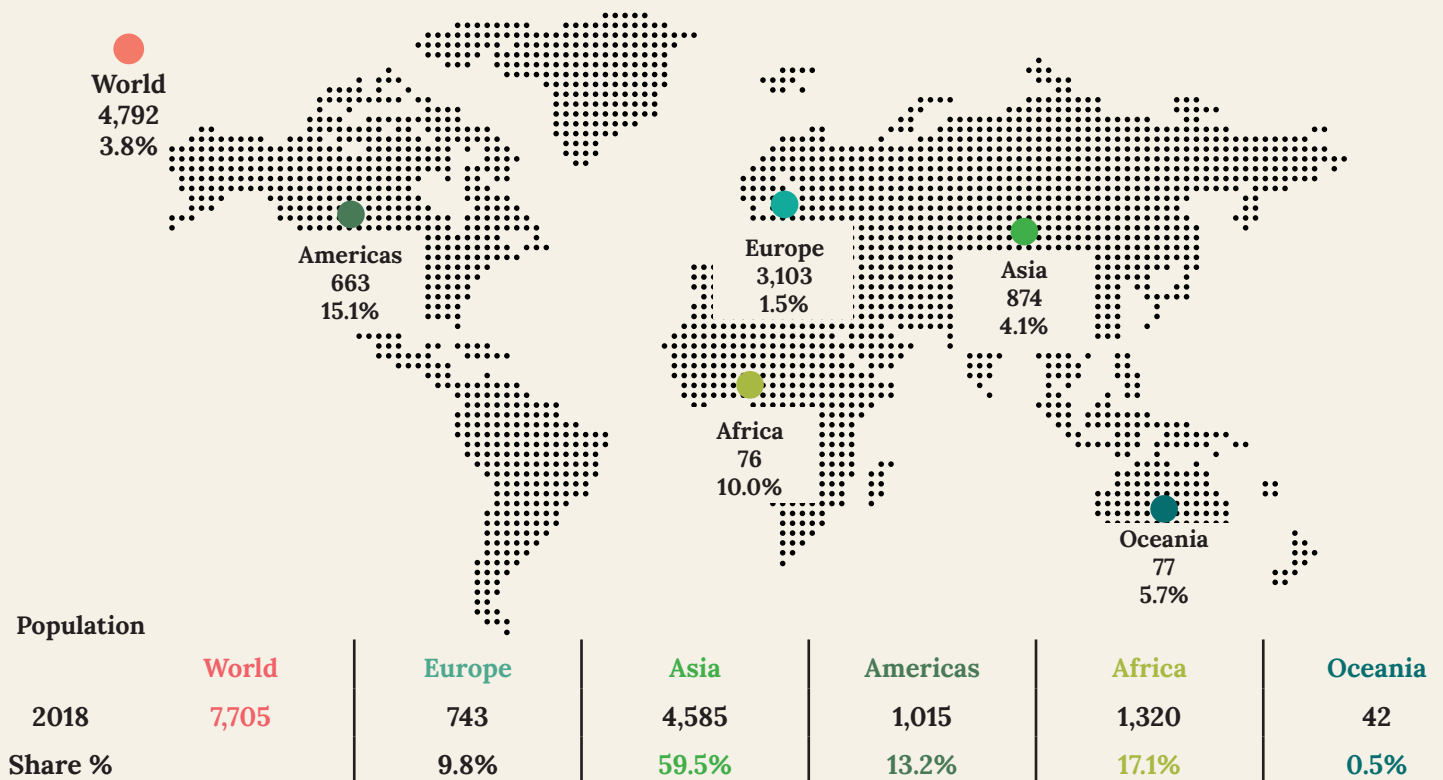 World
4,792
3.8%
Americas
663
15.1%
Europe
3,103
1.5%
Asia
874
4.1%
Africa
76
10.0%
Oceania
77
5.7%
Population
World Europe Asia Americas Africa Oceania
2018 7,705 743 4,585 1,015 1,320 42
Share % 9.8% 59.5% 13.2% 17.1% 0.5%